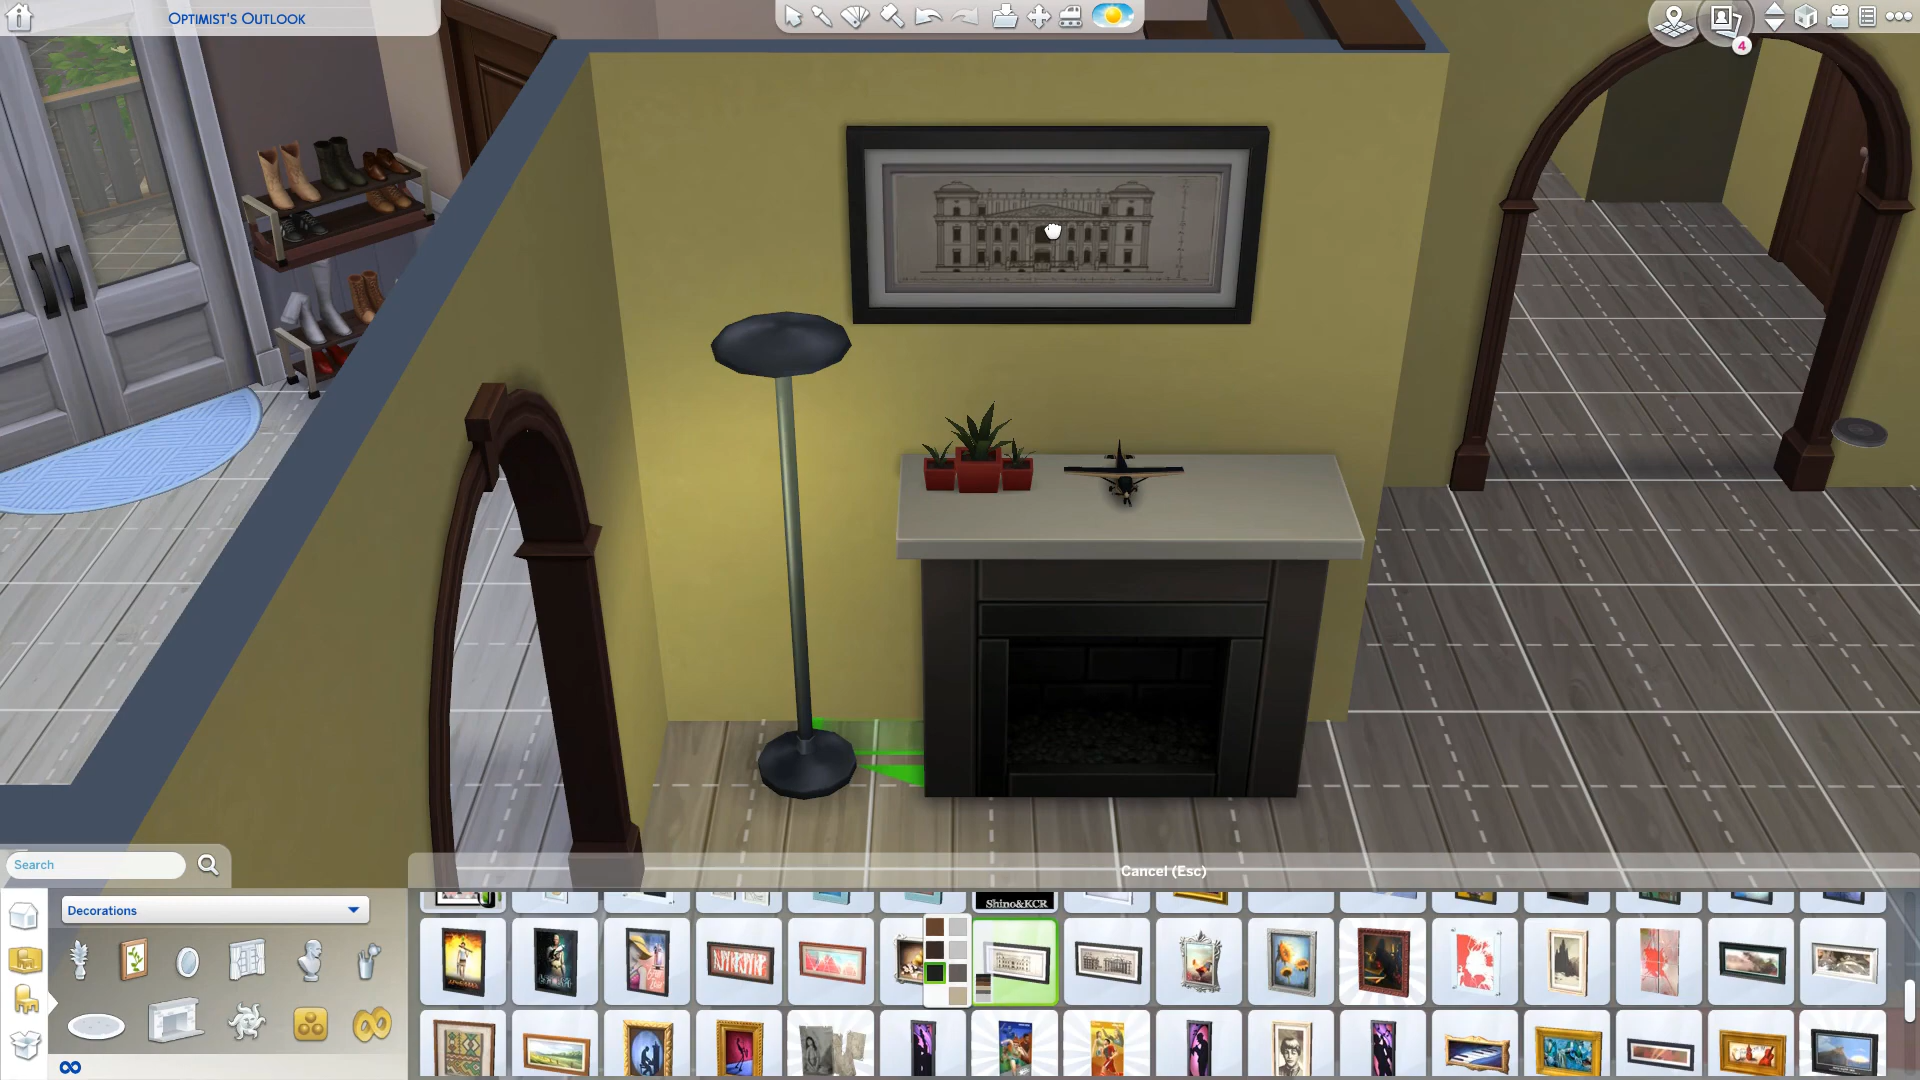 OPTIMIST'S OUTLOOK
4
Search
Cancel (Esc)
Decorations
Shino&KCR